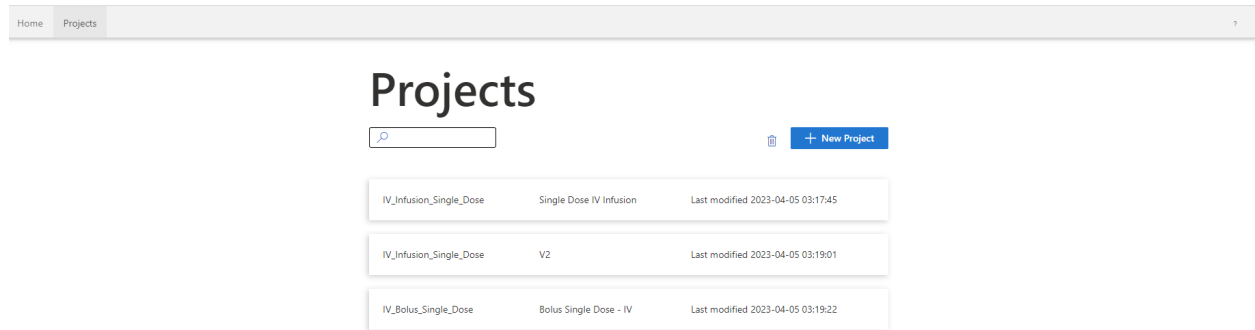 Home Projects ?
Projects
+ New Project
IV_Infusion_Single_Dose Single Dose IV Infusion Last modified 2023-04-05 03:17:45
IV_Infusion_Single_Dose V2 Last modified 2023-04-05 03:19:01
IV_Bolus_Single_Dose Bolus Single Dose - IV Last modified 2023-04-05 03:19:22